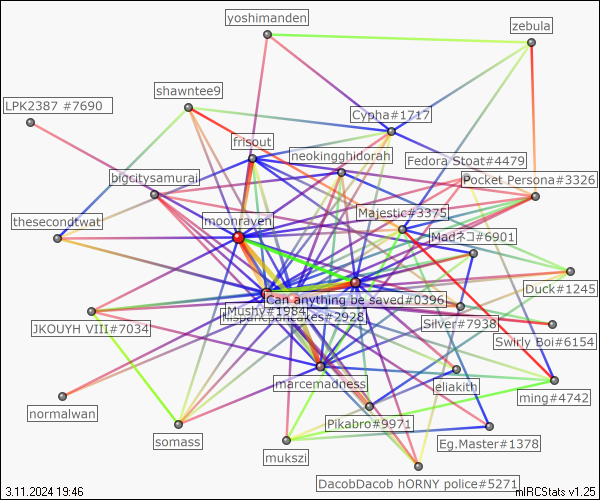 yoshimanden
zebula
shawntee9
LPK2387 #7690
Cypha#1717
frisout
neokingghidorah
Fedora Stoat#4479
bigcitysamurai
Pocket Persona#3326
thesecondtwat
moonraven
Majestic#3375
Madネコ#6901
Duck#1245
Can anything be saved#0396
Mushy#1984
#2928
JKOUYH VIII#7034
Silver#7938
Swirly Boi#6154
marcemadness
eliakith
ming#4742
normalwan
Pikabro#9971
somass
Eg.Master#1378
mukszi
DacobDacob hORNY police#5271
3.11.2024 19:46
mIRCStats v1.25